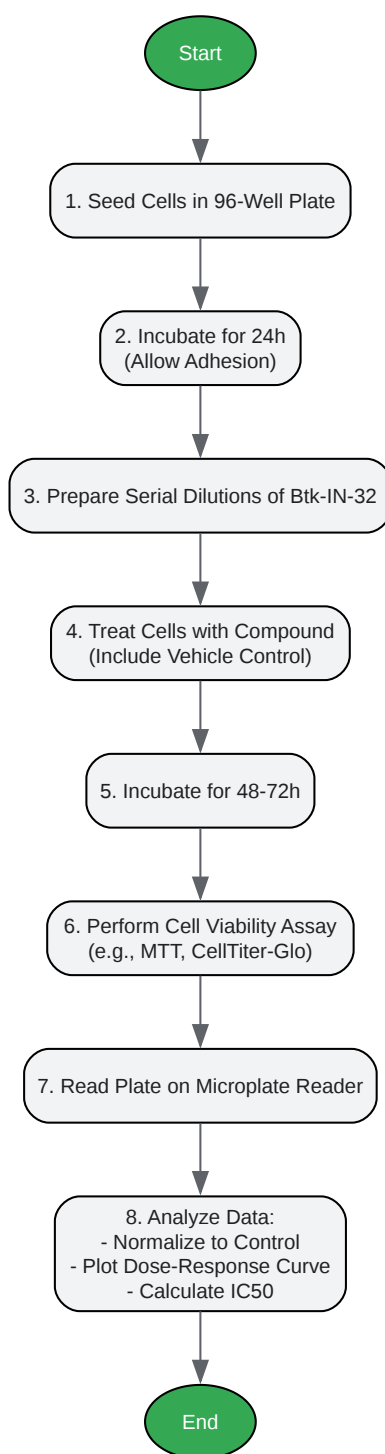 Start
1. Seed Cells in 96-Well Plate
2. Incubate for 24h
(Allow Adhesion)
3. Prepare Serial Dilutions of Btk-IN-32
4. Treat Cells with Compound
(Include Vehicle Control)
5. Incubate for 48-72h
6. Perform Cell Viability Assay
(e.g., MTT, CellTiter-Glo)
7. Read Plate on Microplate Reader
8. Analyze Data:
- Normalize to Control
- Plot Dose-Response Curve
- Calculate IC50
End